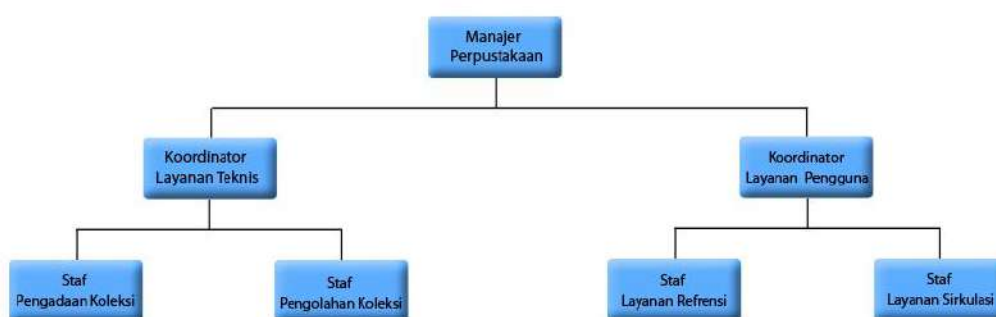 Manajer
Perpustakaan
Koordinator
Layanan Teknis
Koordinator
Layanan Pengguna
Staf
Pengadaan Koleksi
Staf
Pengolahan Koleksi
Staf
Layanan Refrensi
Staf
Layanan Sirkulasi